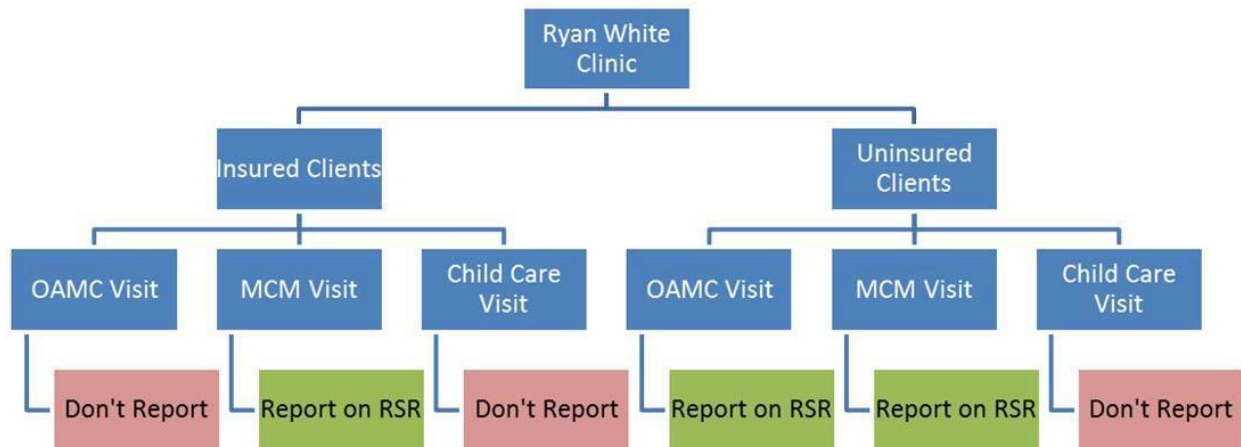 Ryan White
Clinic
Insured Clients
Uninsured
Clients
OAMC Visit
MCM Visit
Child Care
Visit
OAMC Visit
MCM Visit
Child Care
Visit
Don't Report
Report on RSR
Don't Report
Report on RSR
Report on RSR
Don't Report